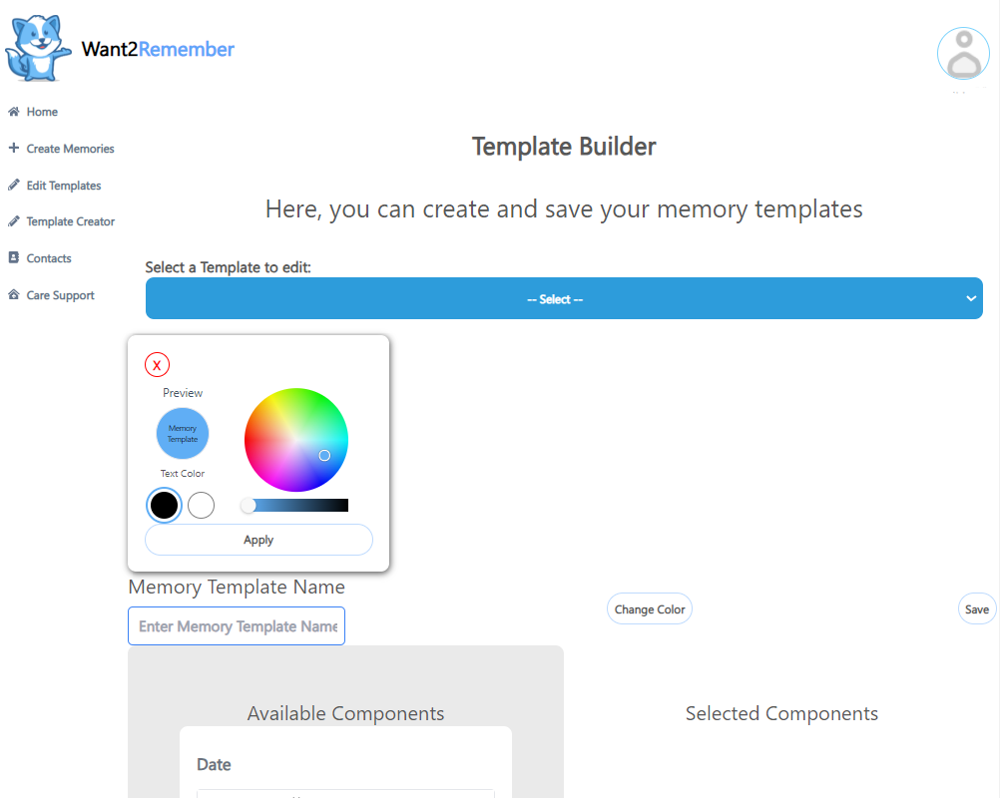 Want2Remember
Home
Create Memories
Edit Templates
Template Creator
Contacts
Care Support
Template Builder
Here, you can create and save your memory templates
Select a Template to edit:
-- Select --
X
Preview
Memory
Template
Text Color
Apply
Memory Template Name
Enter Memory Template Name
Change Color
Save
Available Components
Selected Components
Date